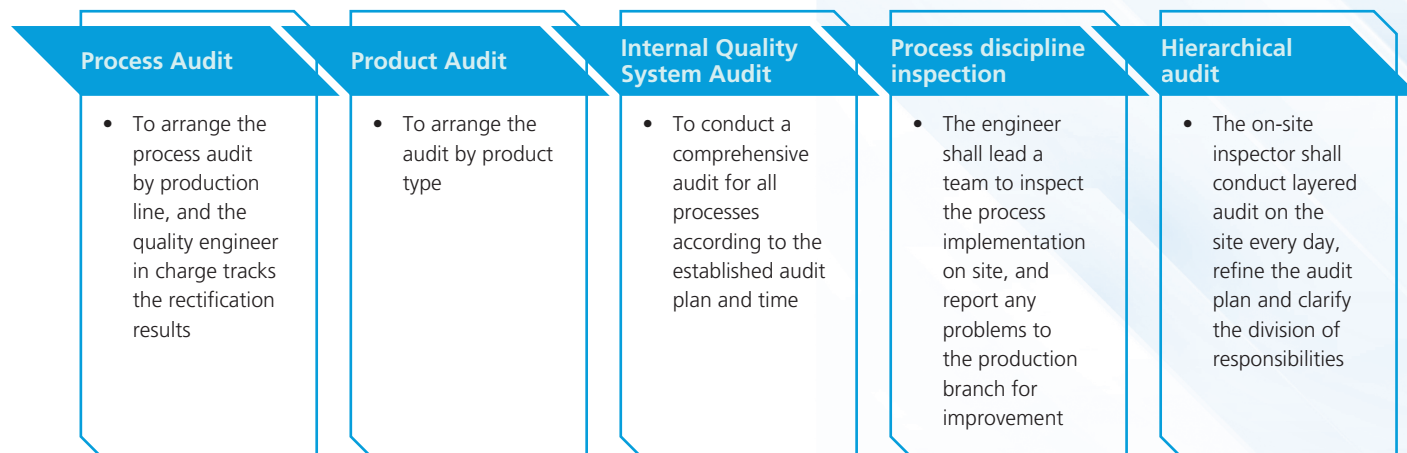 Process Audit
• To arrange the
process audit
by production
line, and the
quality engineer
in charge tracks
the rectification
results
Product Audit
• To arrange the
audit by product
type
Internal Quality
System Audit
• To conduct a
comprehensive
audit for all
processes
according to the
established audit
plan and time
Process discipline
inspection
• The engineer
shall lead a
team to inspect
the process
implementation
on site, and
report any
problems to
the production
branch for
improvement
Hierarchical
audit
• The on-site
inspector shall
conduct layered
audit on the
site every day,
refine the audit
plan and clarify
the division of
responsibilities